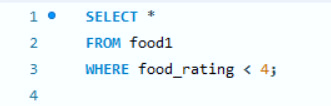 1 SELECT *
2 FROM food1
3 WHERE food_rating < 4;
4